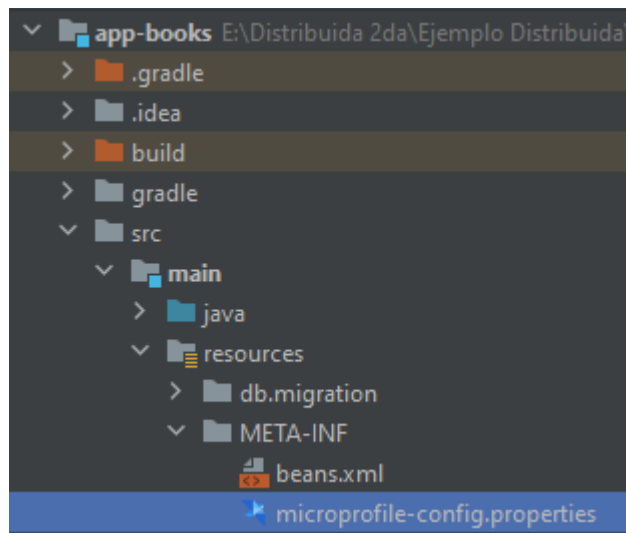 app-books E:\Distribuida 2da\Ejemplo Distribuida\
.gradle
.idea
build
gradle
src
main
java
resources
db.migration
META-INF
beans.xml
microprofile-config.properties